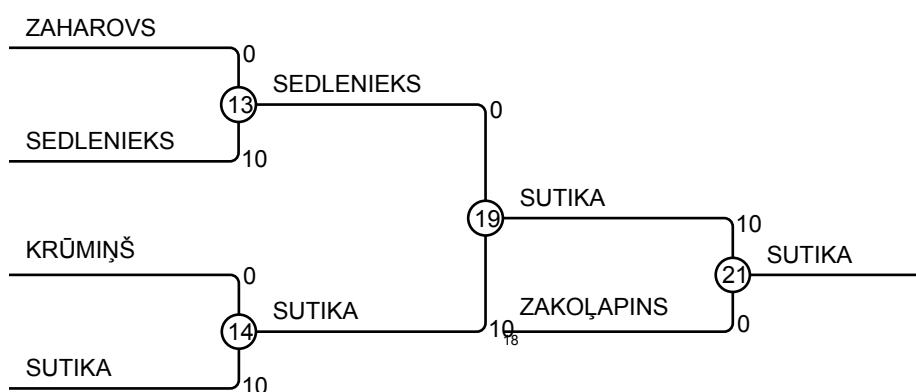 ZAHAROVS
0
13
SEDLENIEKS
0
SEDLENIEKS
10
19
SUTIKA
10
KRŪMIŅŠ
0
14
SUTIKA
10
18
ZAKOĻAPINS
0
21
SUTIKA
SUTIKA
10